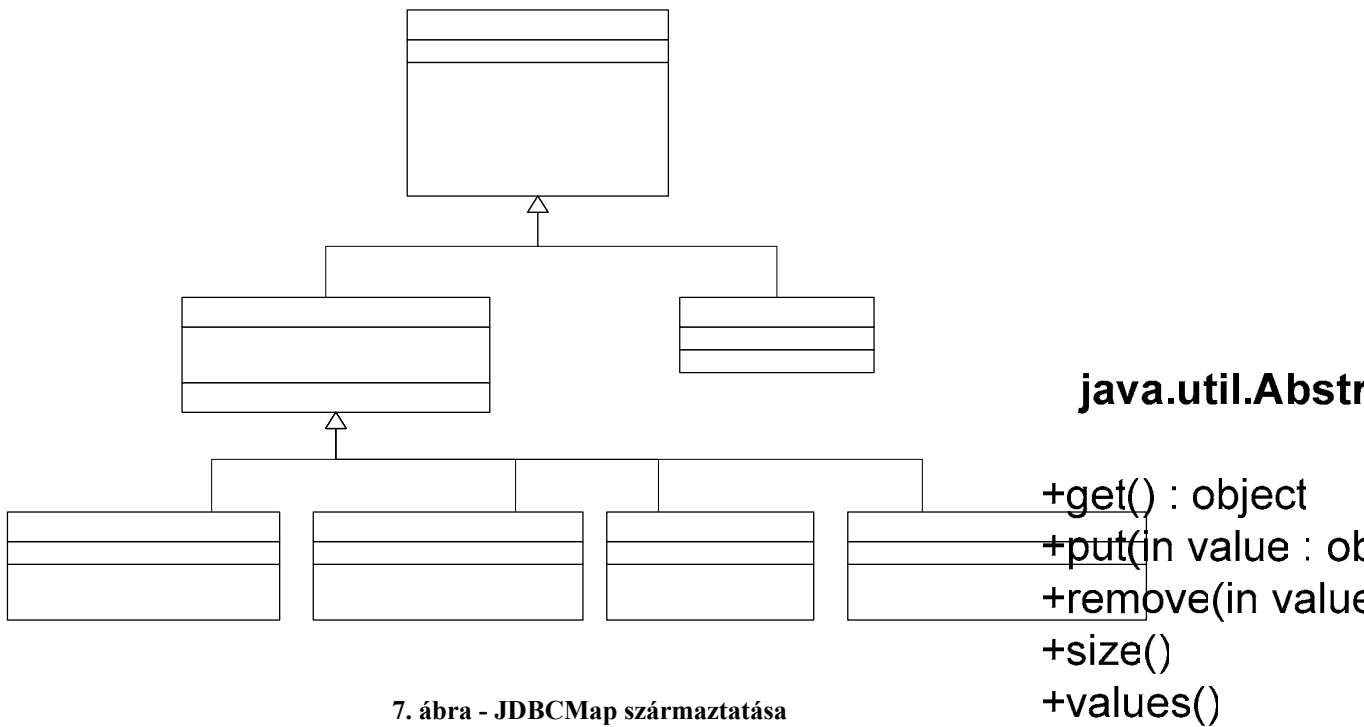 java.util.Abstr
+get() : object
+put(in value : ob
+remove(in value
+size()
+values()
7. ábra - JDBCMap származtatása